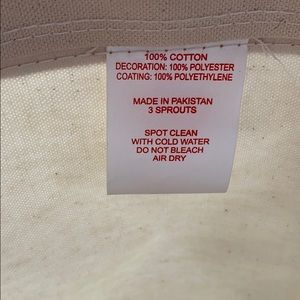 100% COTTON
DECORATION: 100% POLYESTER
COATING: 100% POLYETHYLENE
MADE IN PAKISTAN
3 SPROUTS
SPOT CLEAN
WITH COLD WATER
DO NOT BLEACH
AIR DRY